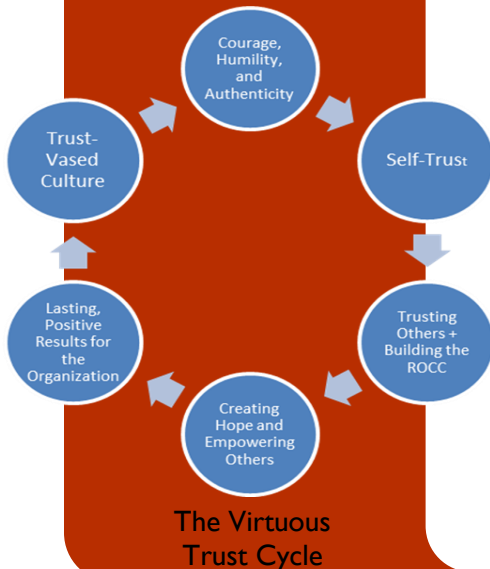 Courage,
Humility,
and
Authenticity
Self-Trust
Trusting
Others +
Building the
ROCC
Creating
Hope and
Empowering
Others
Lasting,
Positive
Results for
the
Organization
Trust-
Vased
Culture
The Virtuous
Trust Cycle